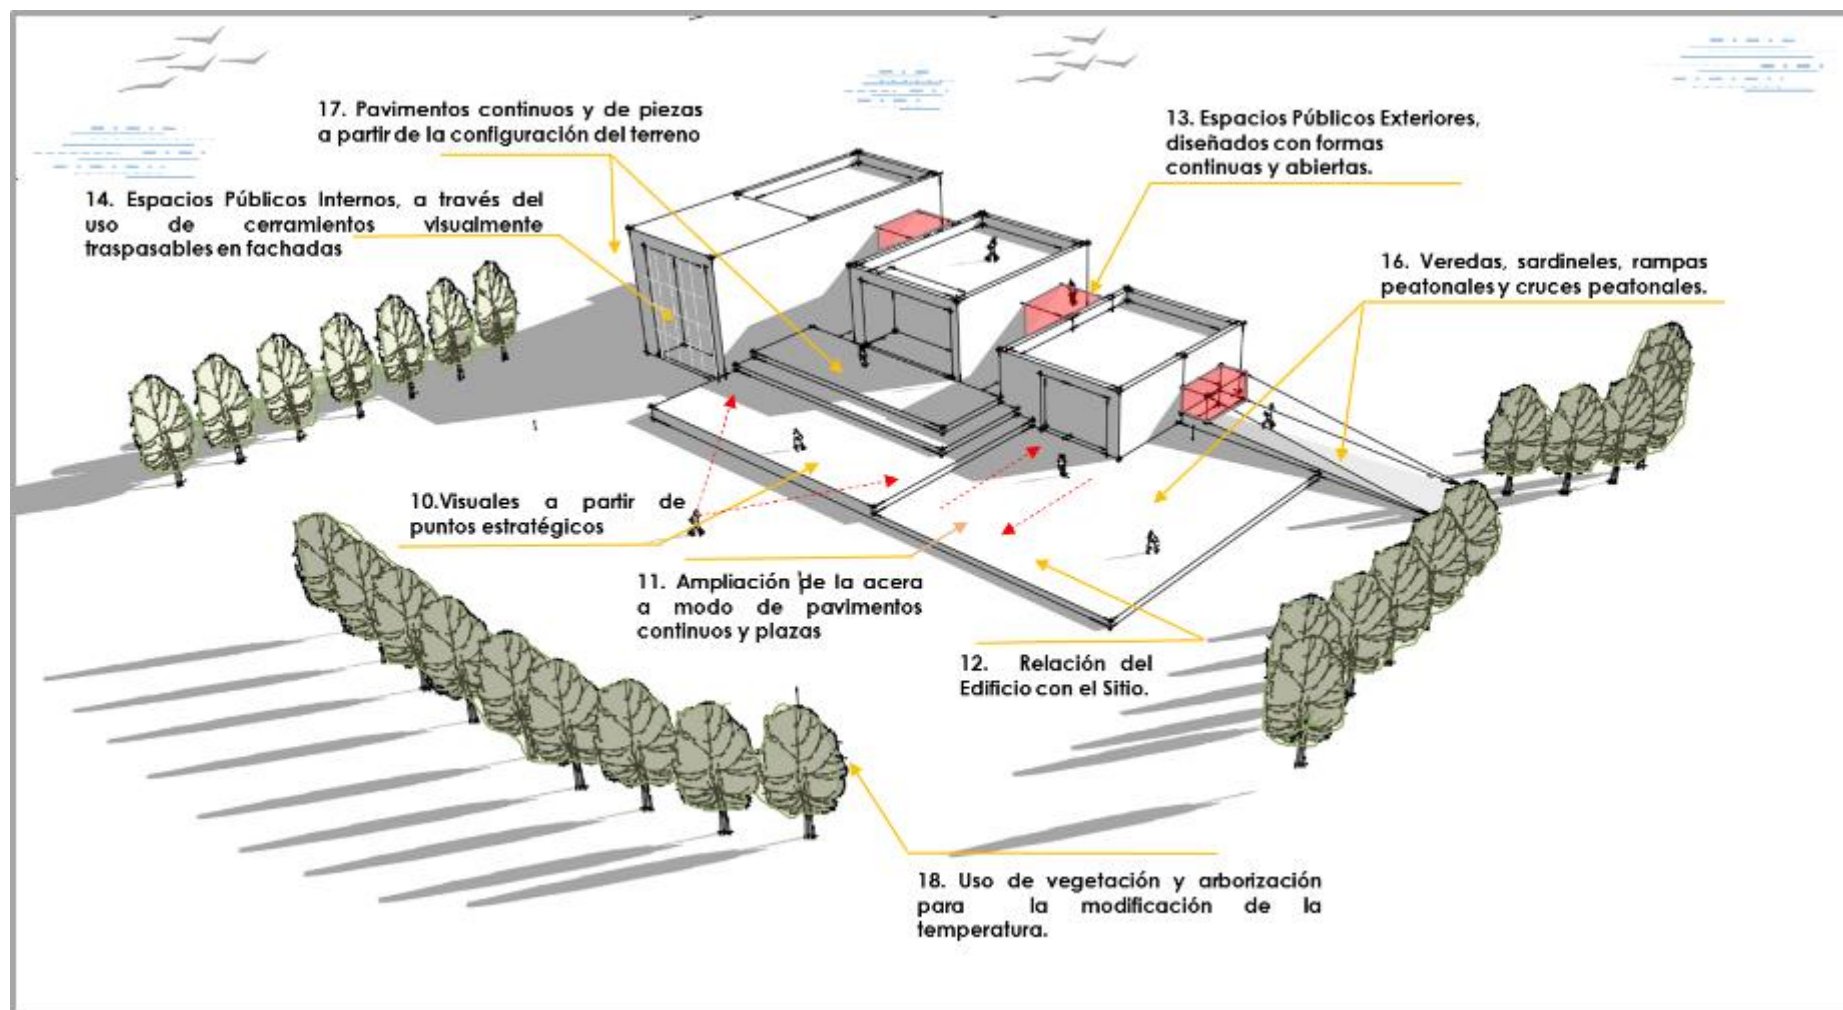 17. Pavimentos continuos y de piezas
a partir de la configuración del terreno
13. Espacios Públicos Exteriores,
diseñados con formas
continuas y abiertas.
14. Espacios Públicos Internos, a través del
uso de cerramientos visualmente
traspasables en fachadas
16. Veredas, sardineles, rampas
peatonales y cruces peatonales.
10.Visuales a partir de
puntos estratégicos
11. Ampliación de la acera
a modo de pavimentos
continuos y plazas
12. Relación del
Edificio con el Sitio.
18. Uso de vegetación y arborización
para la modificación de la
temperatura.